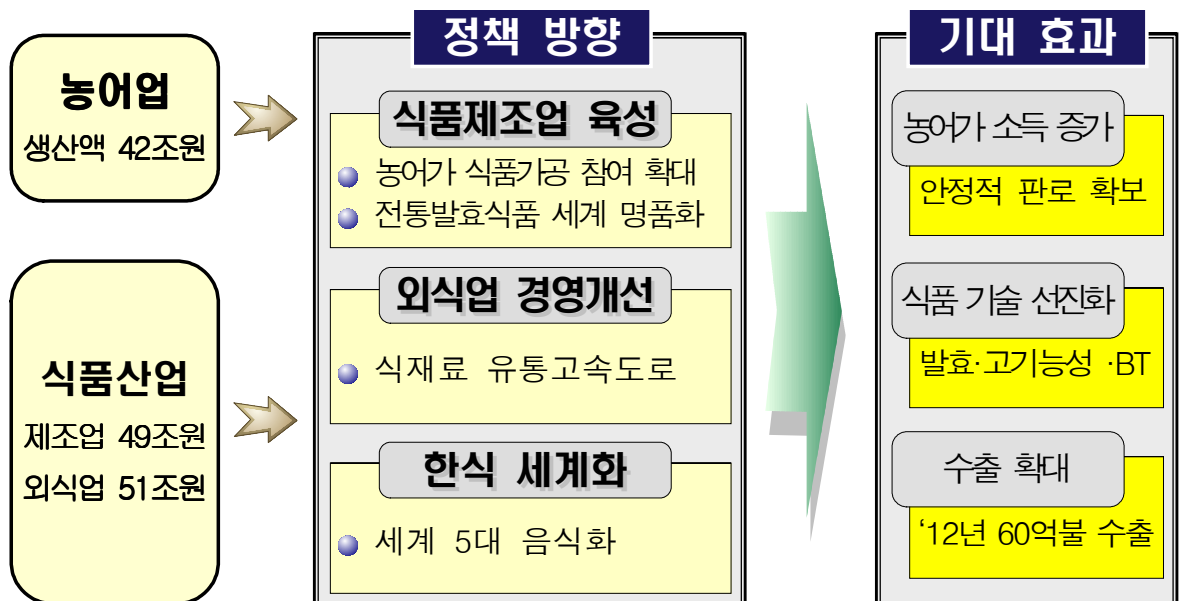 농어업
생산액 42조원
식품산업
제조업 49조원
외식업 51조원
정책 방향
식품제조업 육성
농어가 식품가공 참여 확대
전통발효식품 세계 명품화
외식업 경영개선
식재료 유통고속도로
한식 세계화
세계 5대 음식화
기대 효과
농어가 소득 증가
안정적 판로 확보
식품 기술 선진화
발효·고기능성 ·BT
수출 확대
‘12년 60억불 수출